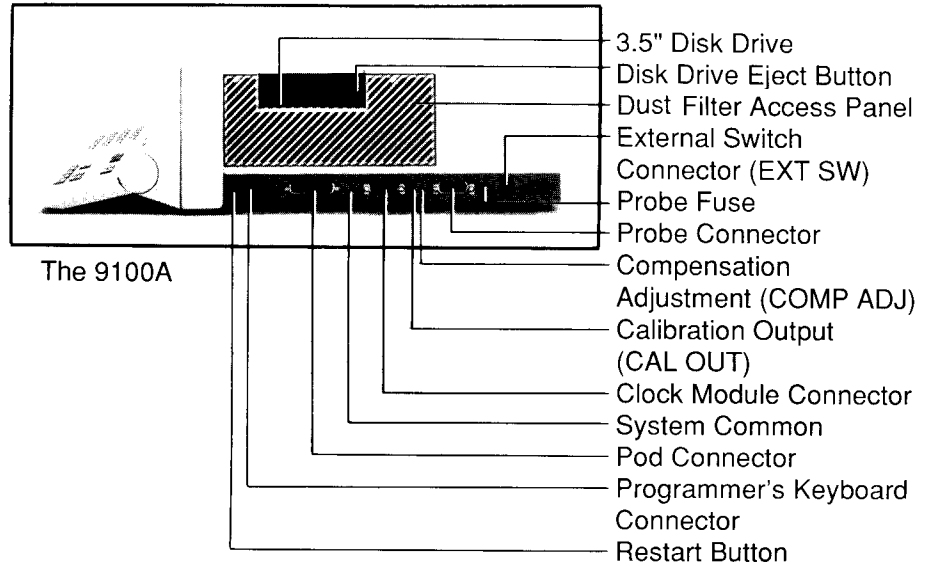 3.5" Disk Drive
Disk Drive Eject Button
Dust Filter Access Panel
External Switch
Connector (EXT SW)
Probe Fuse
Probe Connector
Compensation
Adjustment (COMP ADJ)
Calibration Output
(CAL OUT)
Clock Module Connector
System Common
Pod Connector
Programmer's Keyboard
Connector
Restart Button
The 9100A